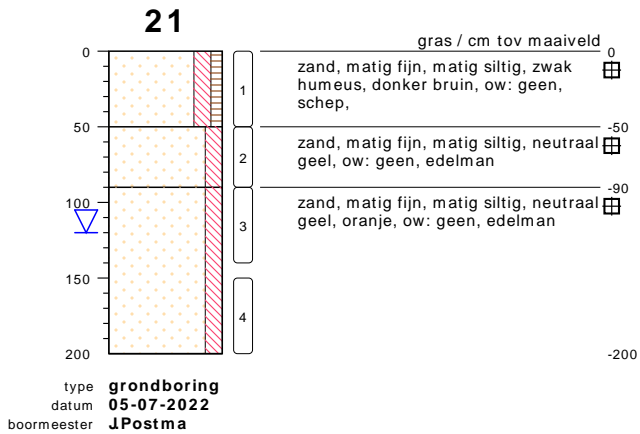 21
gras / cm tov maaiveld
0
0
zand, matig fijn, matig siltig, zwak
humeus, donker bruin, ow: geen,
schep,
1
50
-50
zand, matig fijn, matig siltig, neutraal
geel, ow: geen, edelman
2
-90
zand, matig fijn, matig siltig, neutraal
geel, oranje, ow: geen, edelman
100
3
150
4
200
-200
type grondboring
datum 05-07-2022
boormeester J.Postma